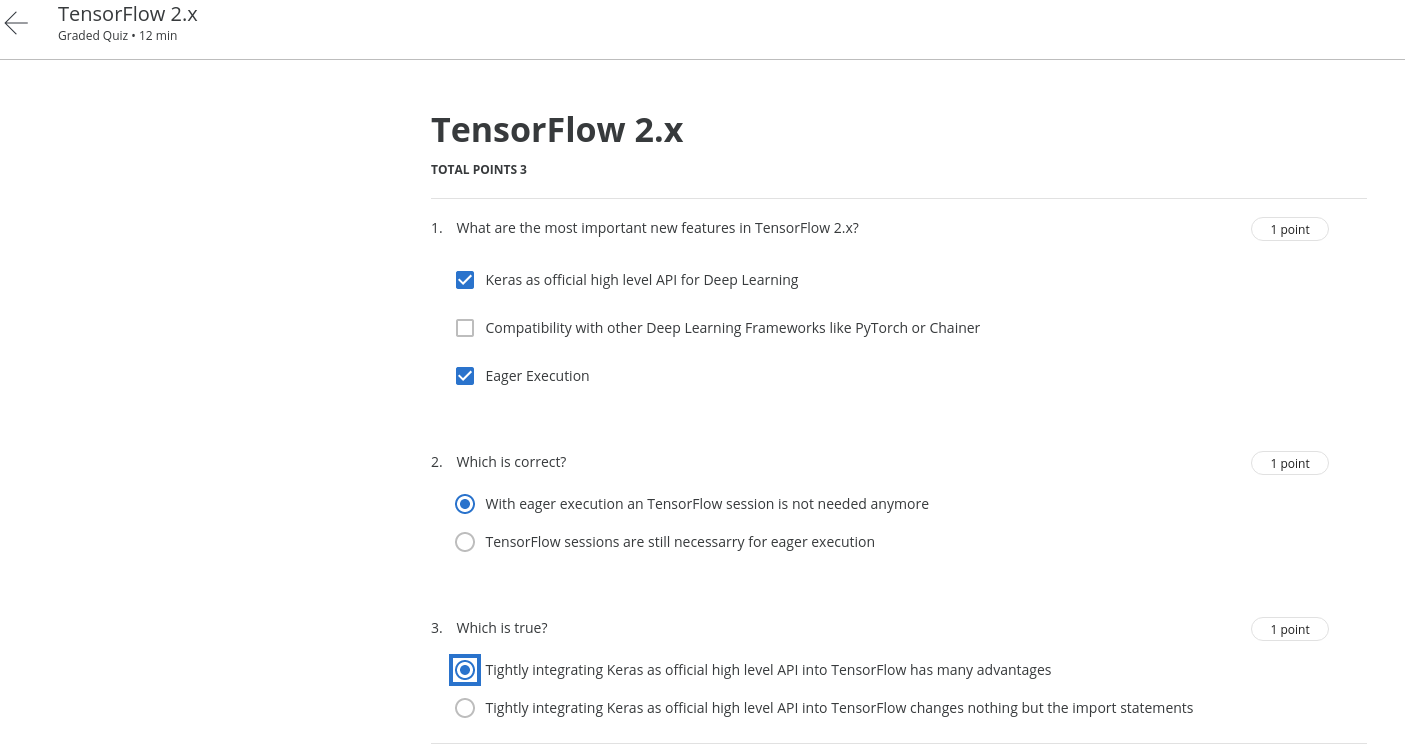 TensorFlow 2.x
Graded Quiz • 12 min
TensorFlow 2.x
TOTAL POINTS 3
1. What are the most important new features in TensorFlow 2.x?
1 point
Keras as official high level API for Deep Learning
Compatibility with other Deep Learning Frameworks like PyTorch or Chainer
Eager Execution
2. Which is correct?
1 point
With eager execution an TensorFlow session is not needed anymore
TensorFlow sessions are still necessarry for eager execution
3. Which is true?
1 point
Tightly integrating Keras as official high level API into TensorFlow has many advantages
Tightly integrating Keras as official high level API into TensorFlow changes nothing but the import statements